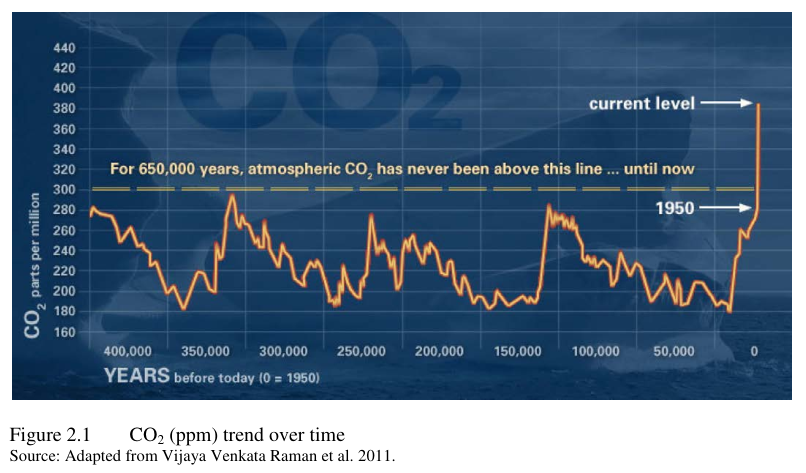 CO2
440
420
400
380
360
340
320
300
280
260
240
220
200
180
160
CO2 parts per million
current level
For 650,000 years, atmospheric CO2 has never been above this line ... until now
1950
400,000 350,000 300,000 250,000 200,000 150,000 100,000 50,000 0
YEARS before today (0 = 1950)
Figure 2.1 CO2 (ppm) trend over time
Source: Adapted from Vijaya Venkata Raman et al. 2011.